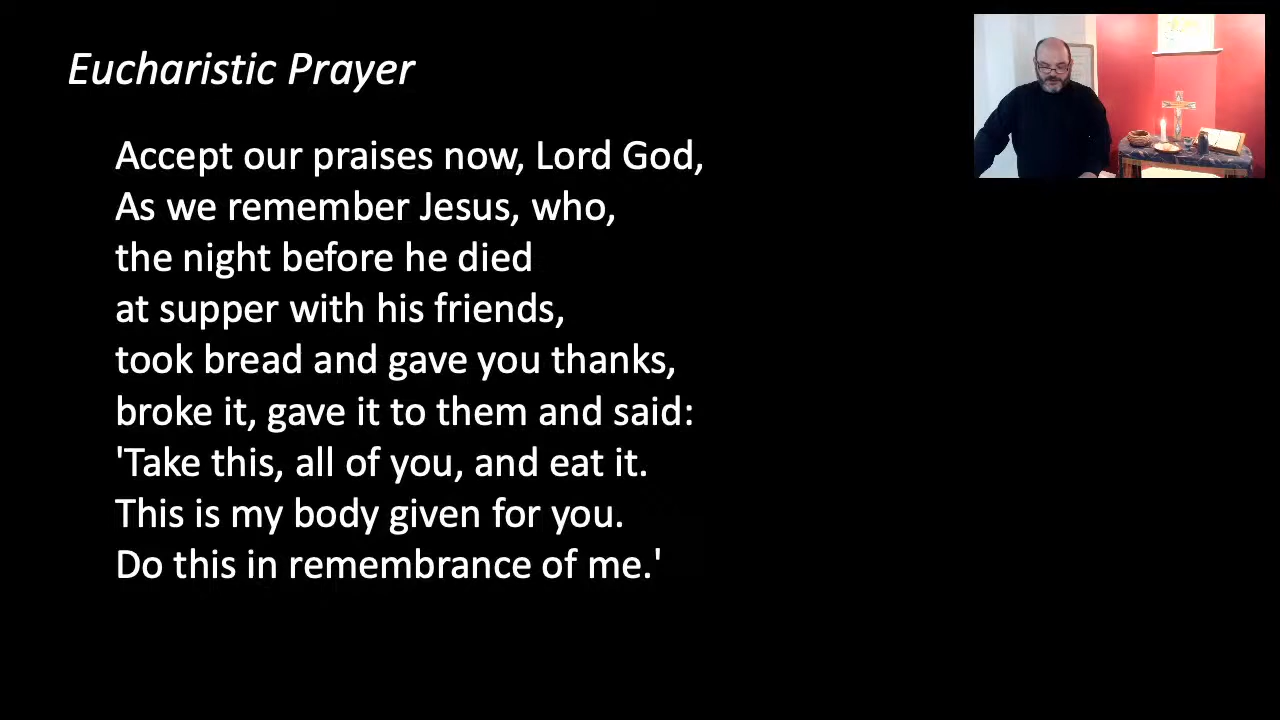 Eucharistic Prayer
Accept our praises now, Lord God,
As we remember Jesus, who,
the night before he died
at supper with his friends,
took bread and gave you thanks,
broke it, gave it to them and said:
'Take this, all of you, and eat it.
This is my body given for you.
Do this in remembrance of me.'